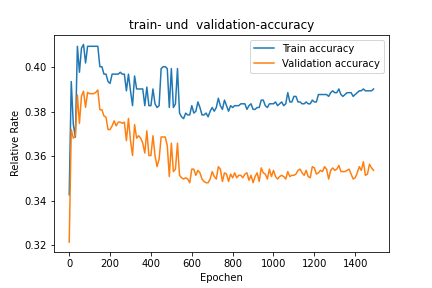 train- und  validation-accuracy
Train accuracy
Validation accuracy
Relative Rate
0.40
0.38
0.36
0.34
0.32
0 200 400 600 800 1000 1200 1400
Epochen